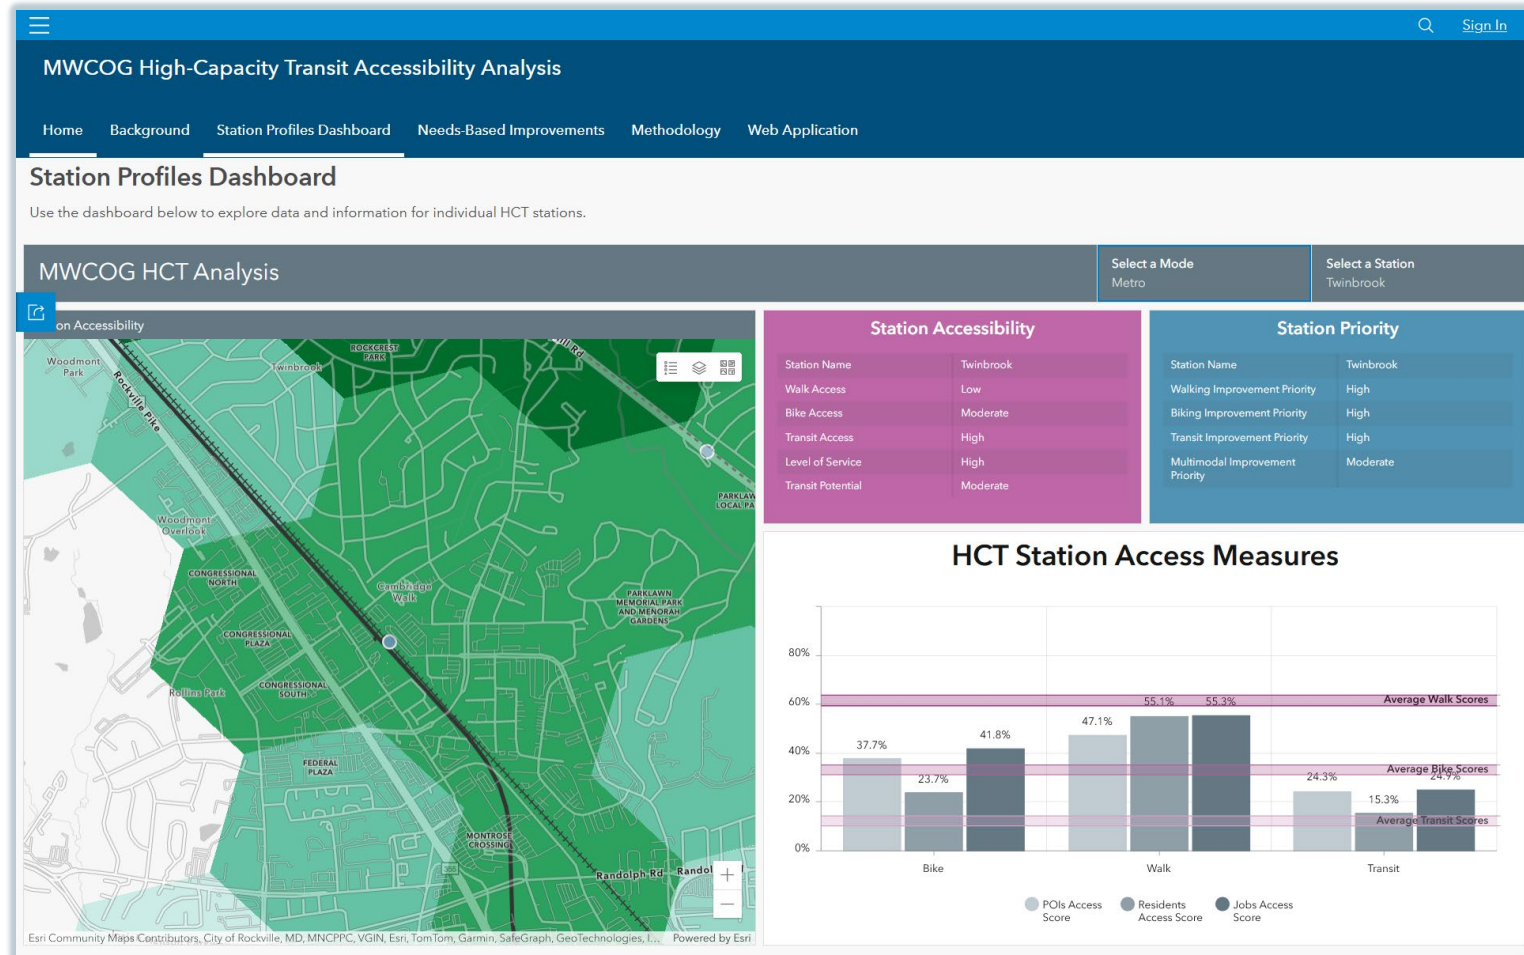 Sign In
MWCOG High-Capacity Transit Accessibility Analysis
Home Background Station Profiles Dashboard Needs-Based Improvements Methodology Web Application
Station Profiles Dashboard
Use the dashboard below to explore data and information for individual HCT stations.
MWCOG HCT Analysis
Select a Mode
Metro
Select a Station
Twinbrook
on Accessibility
Woodmont
Park
Rockville Pike
Twinbrook
ROCKCREST
PARK
ill Rd
PARKLAW
LOCAL PA
Woodmont
Overlook
CONGRESSIONAL
NORTH
Cambridge
Walk
PARKLAWN
MEMORIAL PARK
AND MENORAH
GARDENS
CONGRESSIONAL
PLAZA
Rollins Park
CONGRESSIONAL
SOUTH
FEDERAL
PLAZA
MONTROSE
CROSSING
355
Randolph Rd
Randol
Esri Community Maps Contributors, City of Rockville, MD, MNCPPC, VGIN, Esri, TomTom, Garmin, SafeGraph, GeoTechnologies, I... Powered by Esri
Station Accessibility
Station Name Twinbrook
Walk Access Low
Bike Access Moderate
Transit Access High
Level of Service High
Transit Potential Moderate
Station Priority
Station Name Twinbrook
Walking Improvement Priority High
Biking Improvement Priority High
Transit Improvement Priority High
Multimodal Improvement Moderate
Priority
HCT Station Access Measures
80%
60%
40%
20%
0%
Average Walk Scores
Average Bike Scores
Average Transit Scores
37.7%
23.7%
41.8%
47.1%
55.1%
55.3%
24.3%
15.3%
24.9%
Bike
Walk
Transit
POIs Access
Score
Residents
Access Score
Jobs Access
Score